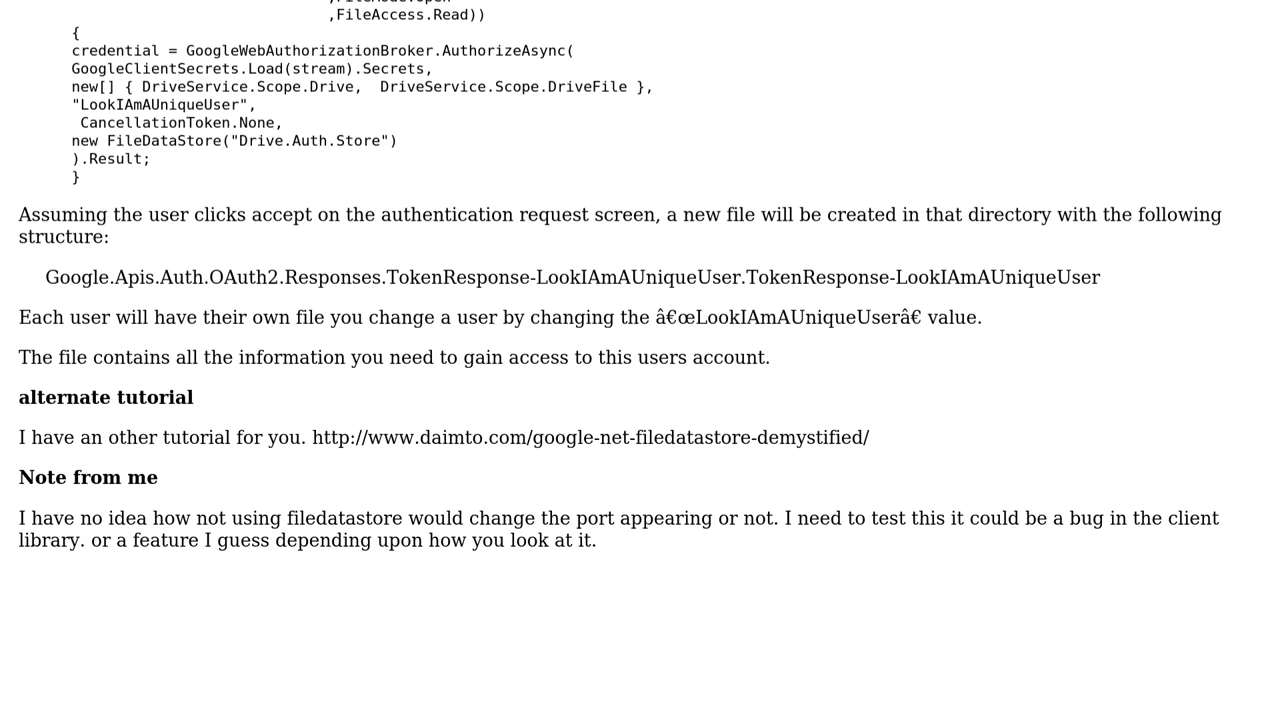 ,FileAccess.Read))
{
credential = GoogleWebAuthorizationBroker.AuthorizeAsync(
GoogleClientSecrets.Load(stream).Secrets,
new[] { DriveService.Scope.Drive,  DriveService.Scope.DriveFile },
"LookIAmAUniqueUser",
 CancellationToken.None,
new FileDataStore("Drive.Auth.Store")
).Result;
}
Assuming the user clicks accept on the authentication request screen, a new file will be created in that directory with the following
structure:
Google.Apis.Auth.OAuth2.Responses.TokenResponse-LookIAmAUniqueUser.TokenResponse-LookIAmAUniqueUser
Each user will have their own file you change a user by changing the â€œLookIAmAUniqueUserâ€ value.
The file contains all the information you need to gain access to this users account.
alternate tutorial
I have an other tutorial for you. http://www.daimto.com/google-net-filedatastore-demystified/
Note from me
I have no idea how not using filedatastore would change the port appearing or not. I need to test this it could be a bug in the client
library. or a feature I guess depending upon how you look at it.